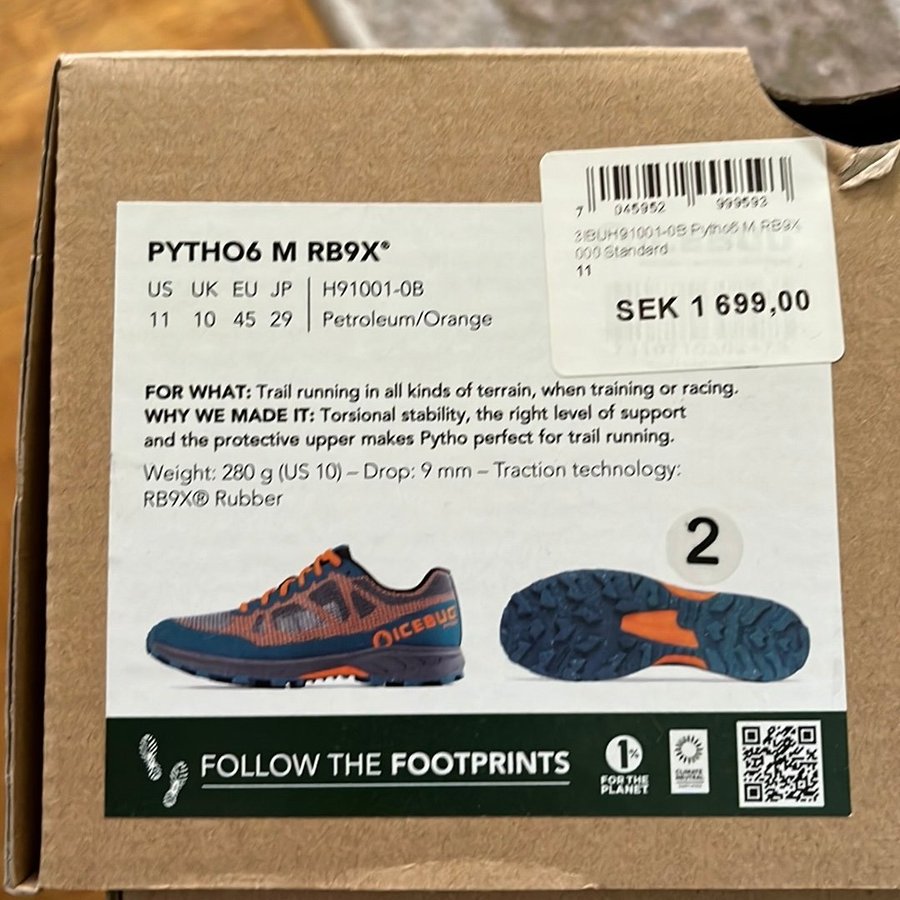 7 045952 999593
3IBUH91001-0B Pytho6 M RB9X
000 Standard
11
SEK 1 699,00
PYTHO6 M RB9X®
US UK EU JP H91001-0B
11 10 45 29 Petroleum/Orange
FOR WHAT: Trail running in all kinds of terrain, when training or racing.
WHY WE MADE IT: Torsional stability, the right level of support
and the protective upper makes Pytho perfect for trail running.
Weight: 280 g (US 10) – Drop: 9 mm – Traction technology:
RB9X® Rubber
2
ICEBUG
FOLLOW THE FOOTPRINTS
1%
FOR THE
PLANET
CLIMATE
NEUTRAL